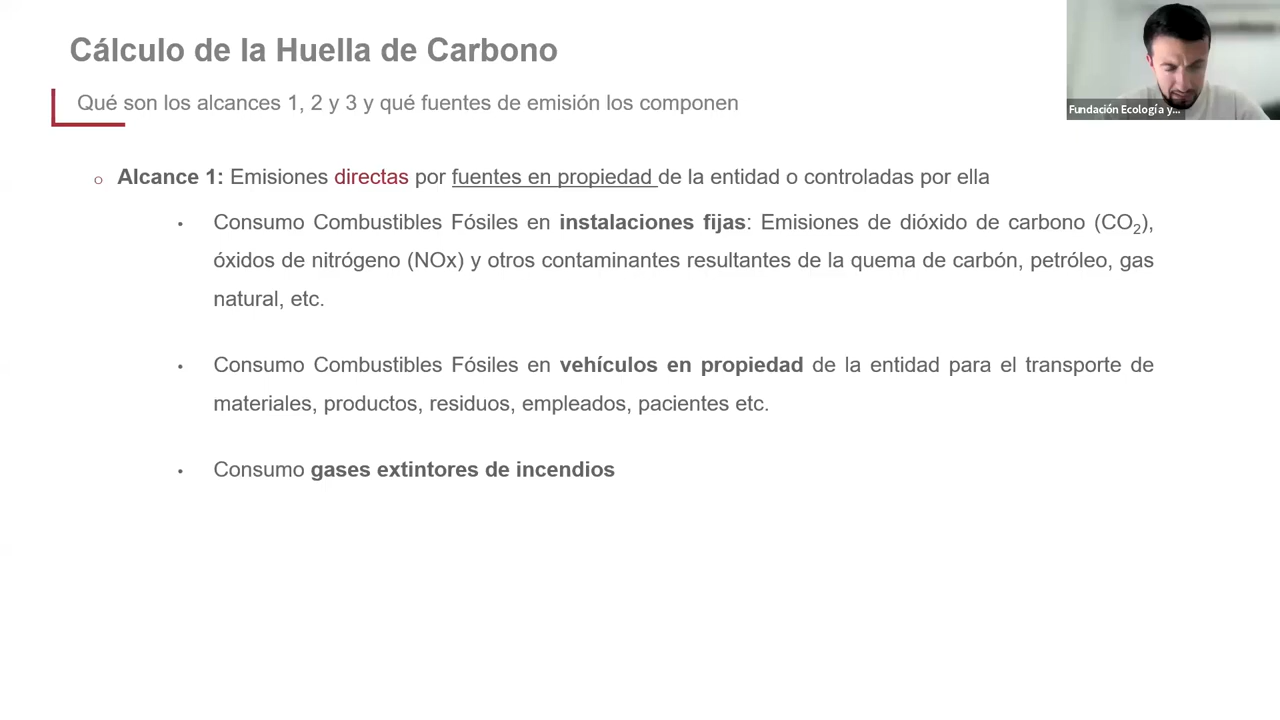 Cálculo de la Huella de Carbono
Qué son los alcances 1, 2 y 3 y qué fuentes de emisión los componen
Fundación Ecología y...
o Alcance 1: Emisiones directas por fuentes en propiedad de la entidad o controladas por ella
• Consumo Combustibles Fósiles en instalaciones fijas: Emisiones de dióxido de carbono (CO₂),
óxidos de nitrógeno (NOx) y otros contaminantes resultantes de la quema de carbón, petróleo, gas
natural, etc.
• Consumo Combustibles Fósiles en vehículos en propiedad de la entidad para el transporte de
materiales, productos, residuos, empleados, pacientes etc.
• Consumo gases extintores de incendios